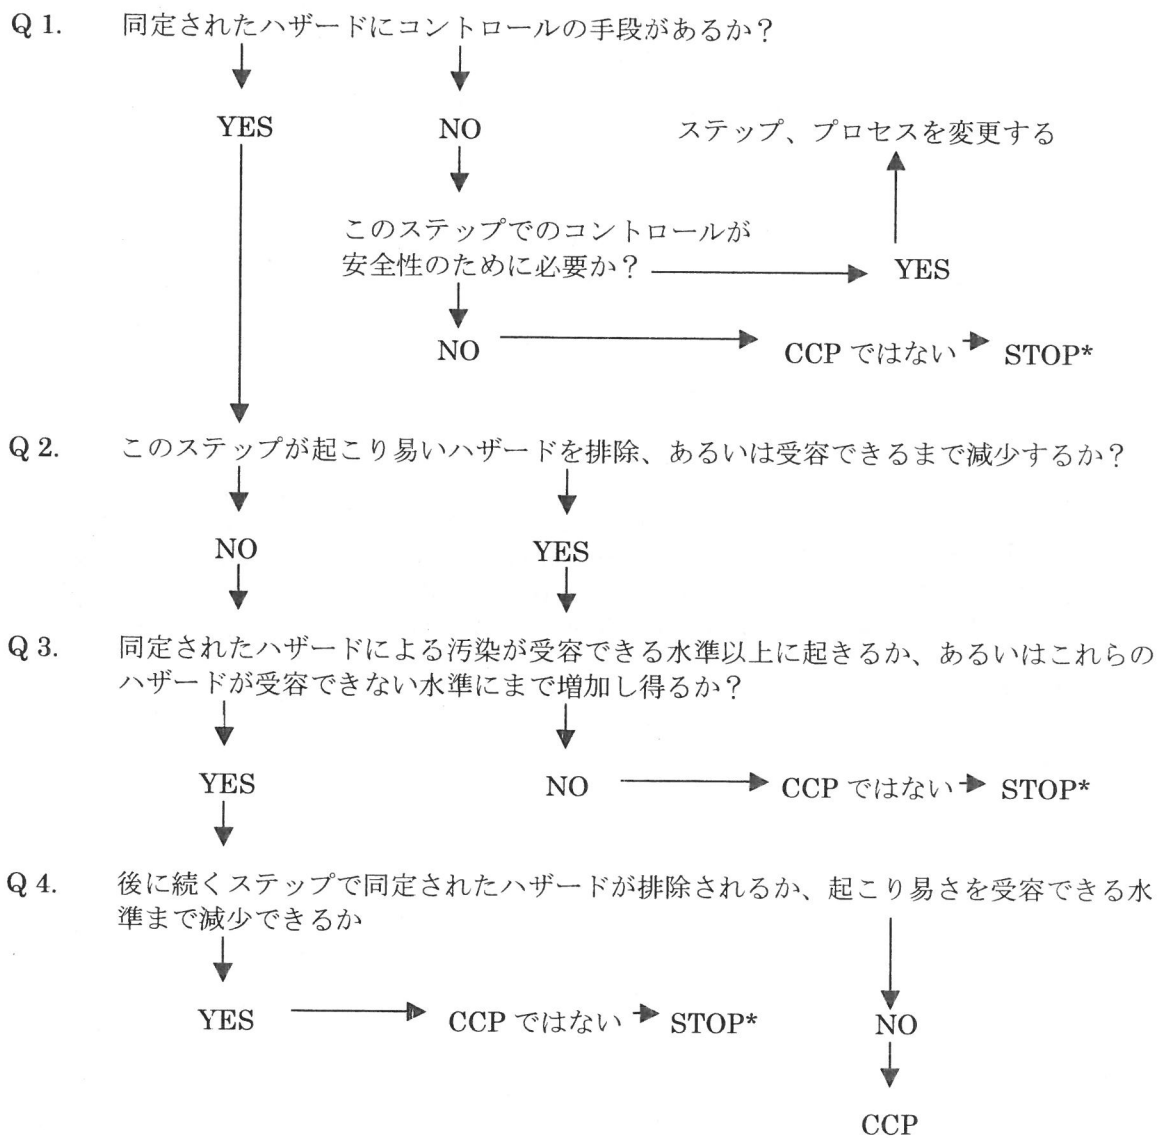 Q 1. 同定されたハザードにコントロールの手段があるか？
YES
NO
ステップ、プロセスを変更する
このステップでのコントロールが
安全性のために必要か？
YES
NO
CCP ではない
STOP*
Q 2. このステップが起こり易いハザードを排除、あるいは受容できるまで減少するか？
NO
YES
Q 3. 同定されたハザードによる汚染が受容できる水準以上に起きるか、あるいはこれらの
ハザードが受容できない水準にまで増加し得るか？
YES
NO
CCP ではない
STOP*
Q 4. 後に続くステップで同定されたハザードが排除されるか、起こり易さを受容できる水
準まで減少できるか
YES
CCP ではない
STOP*
NO
CCP